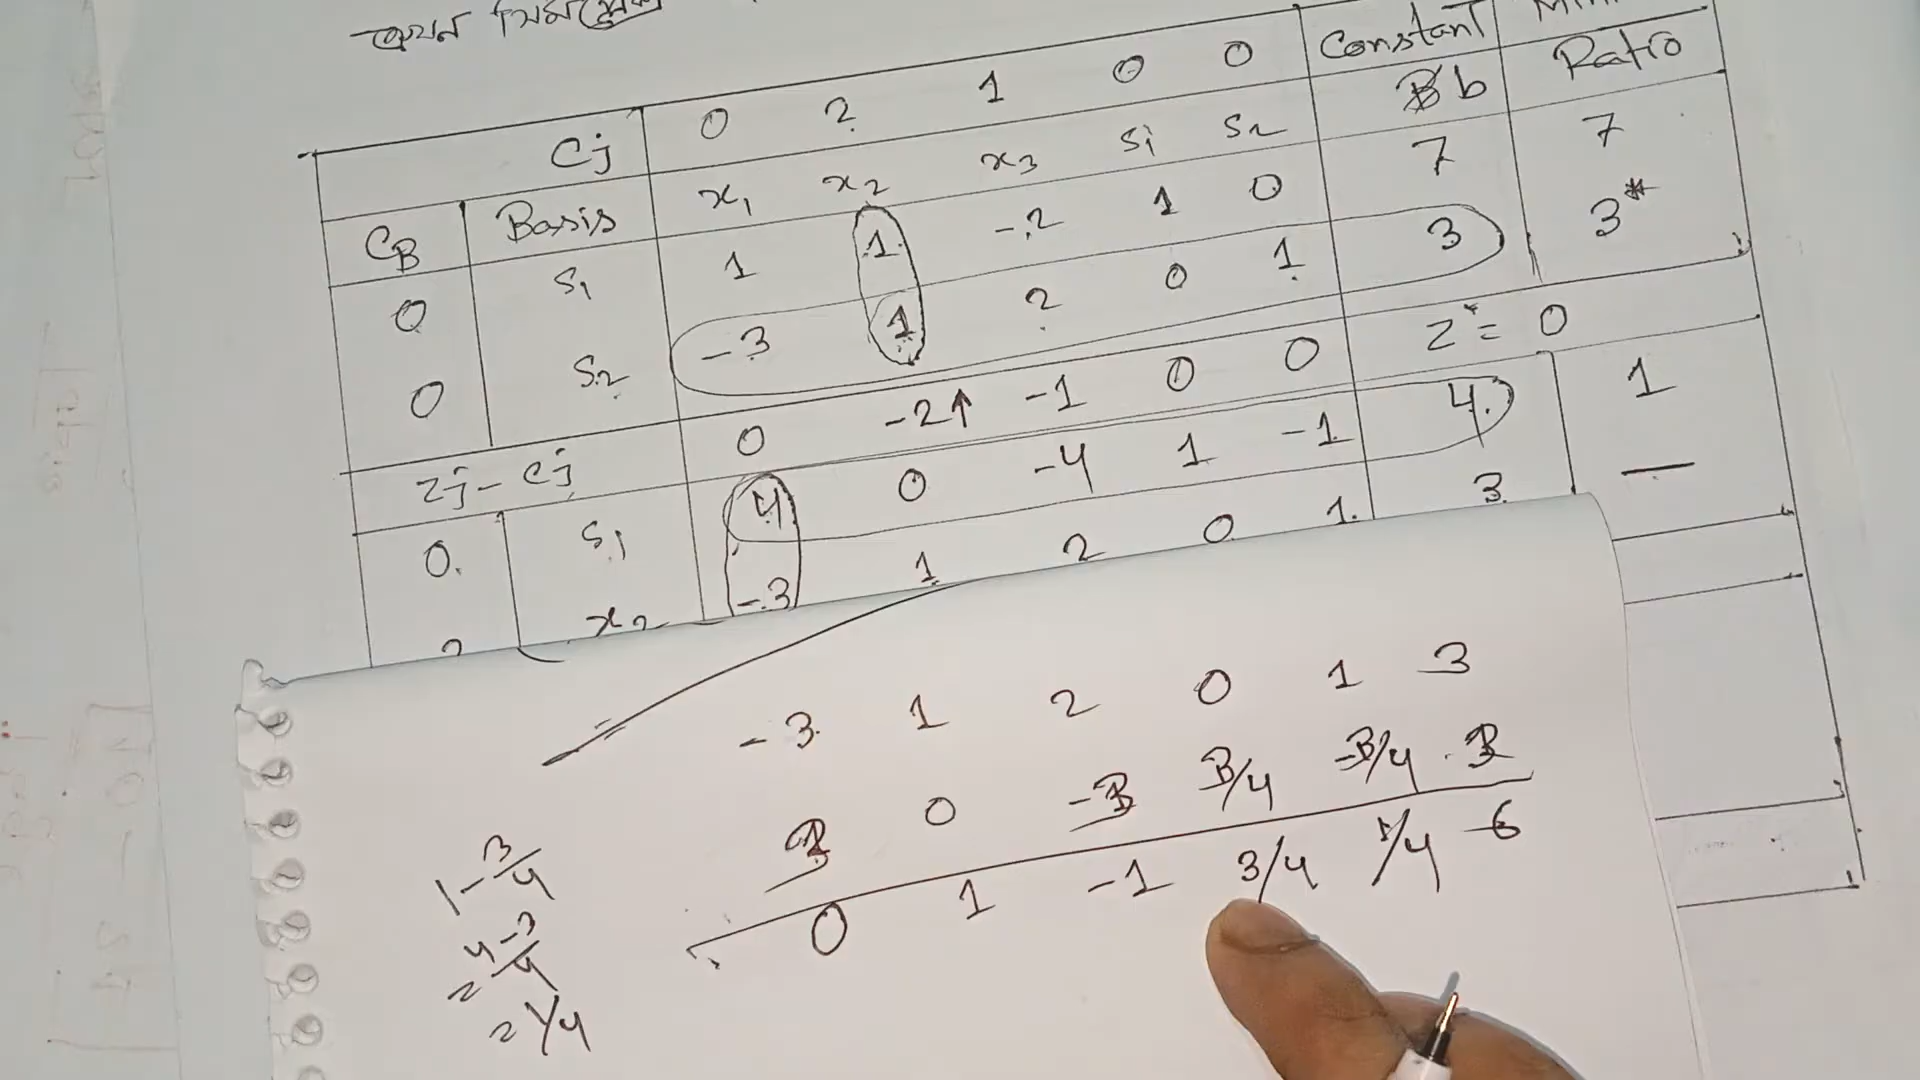 এখন
Cj 0 2 1 0 0 Constant
CB Basis x₁ x₂ x₃ S₁ S₂ b Ratio
0 S₁ 1 1 -2 1 0 7 7
0 S₂ -3 1 2 0 1 3 3*
Zj - Cj 0 -2↑ -1 0 0 Z* = 0
0 S₁ 4 0 -4 1 -1 4 1
2 x₂ -3 1 2 0 1 3 —
-3 1 2 0 1 3
3 0 -3 3/4 -3/4 3
0 1 -1 3/4 1/4 6
1 - 3/4
= 4-3/4
= 1/4